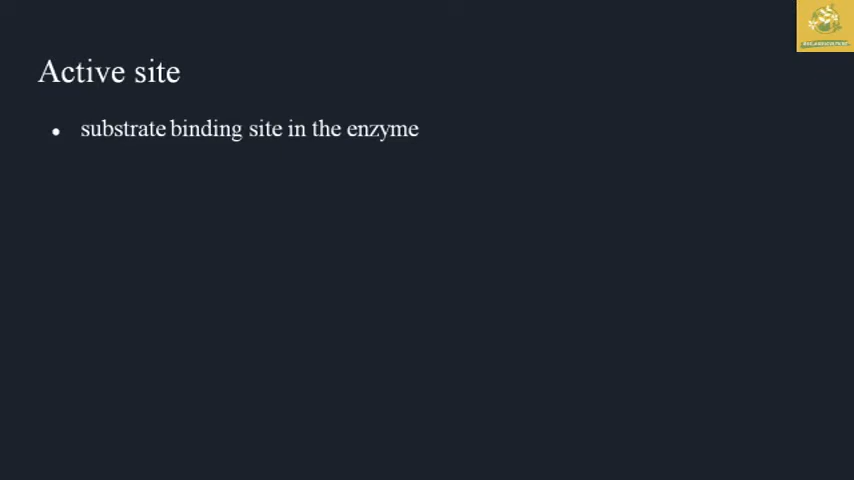 Active site
● substrate binding site in the enzyme